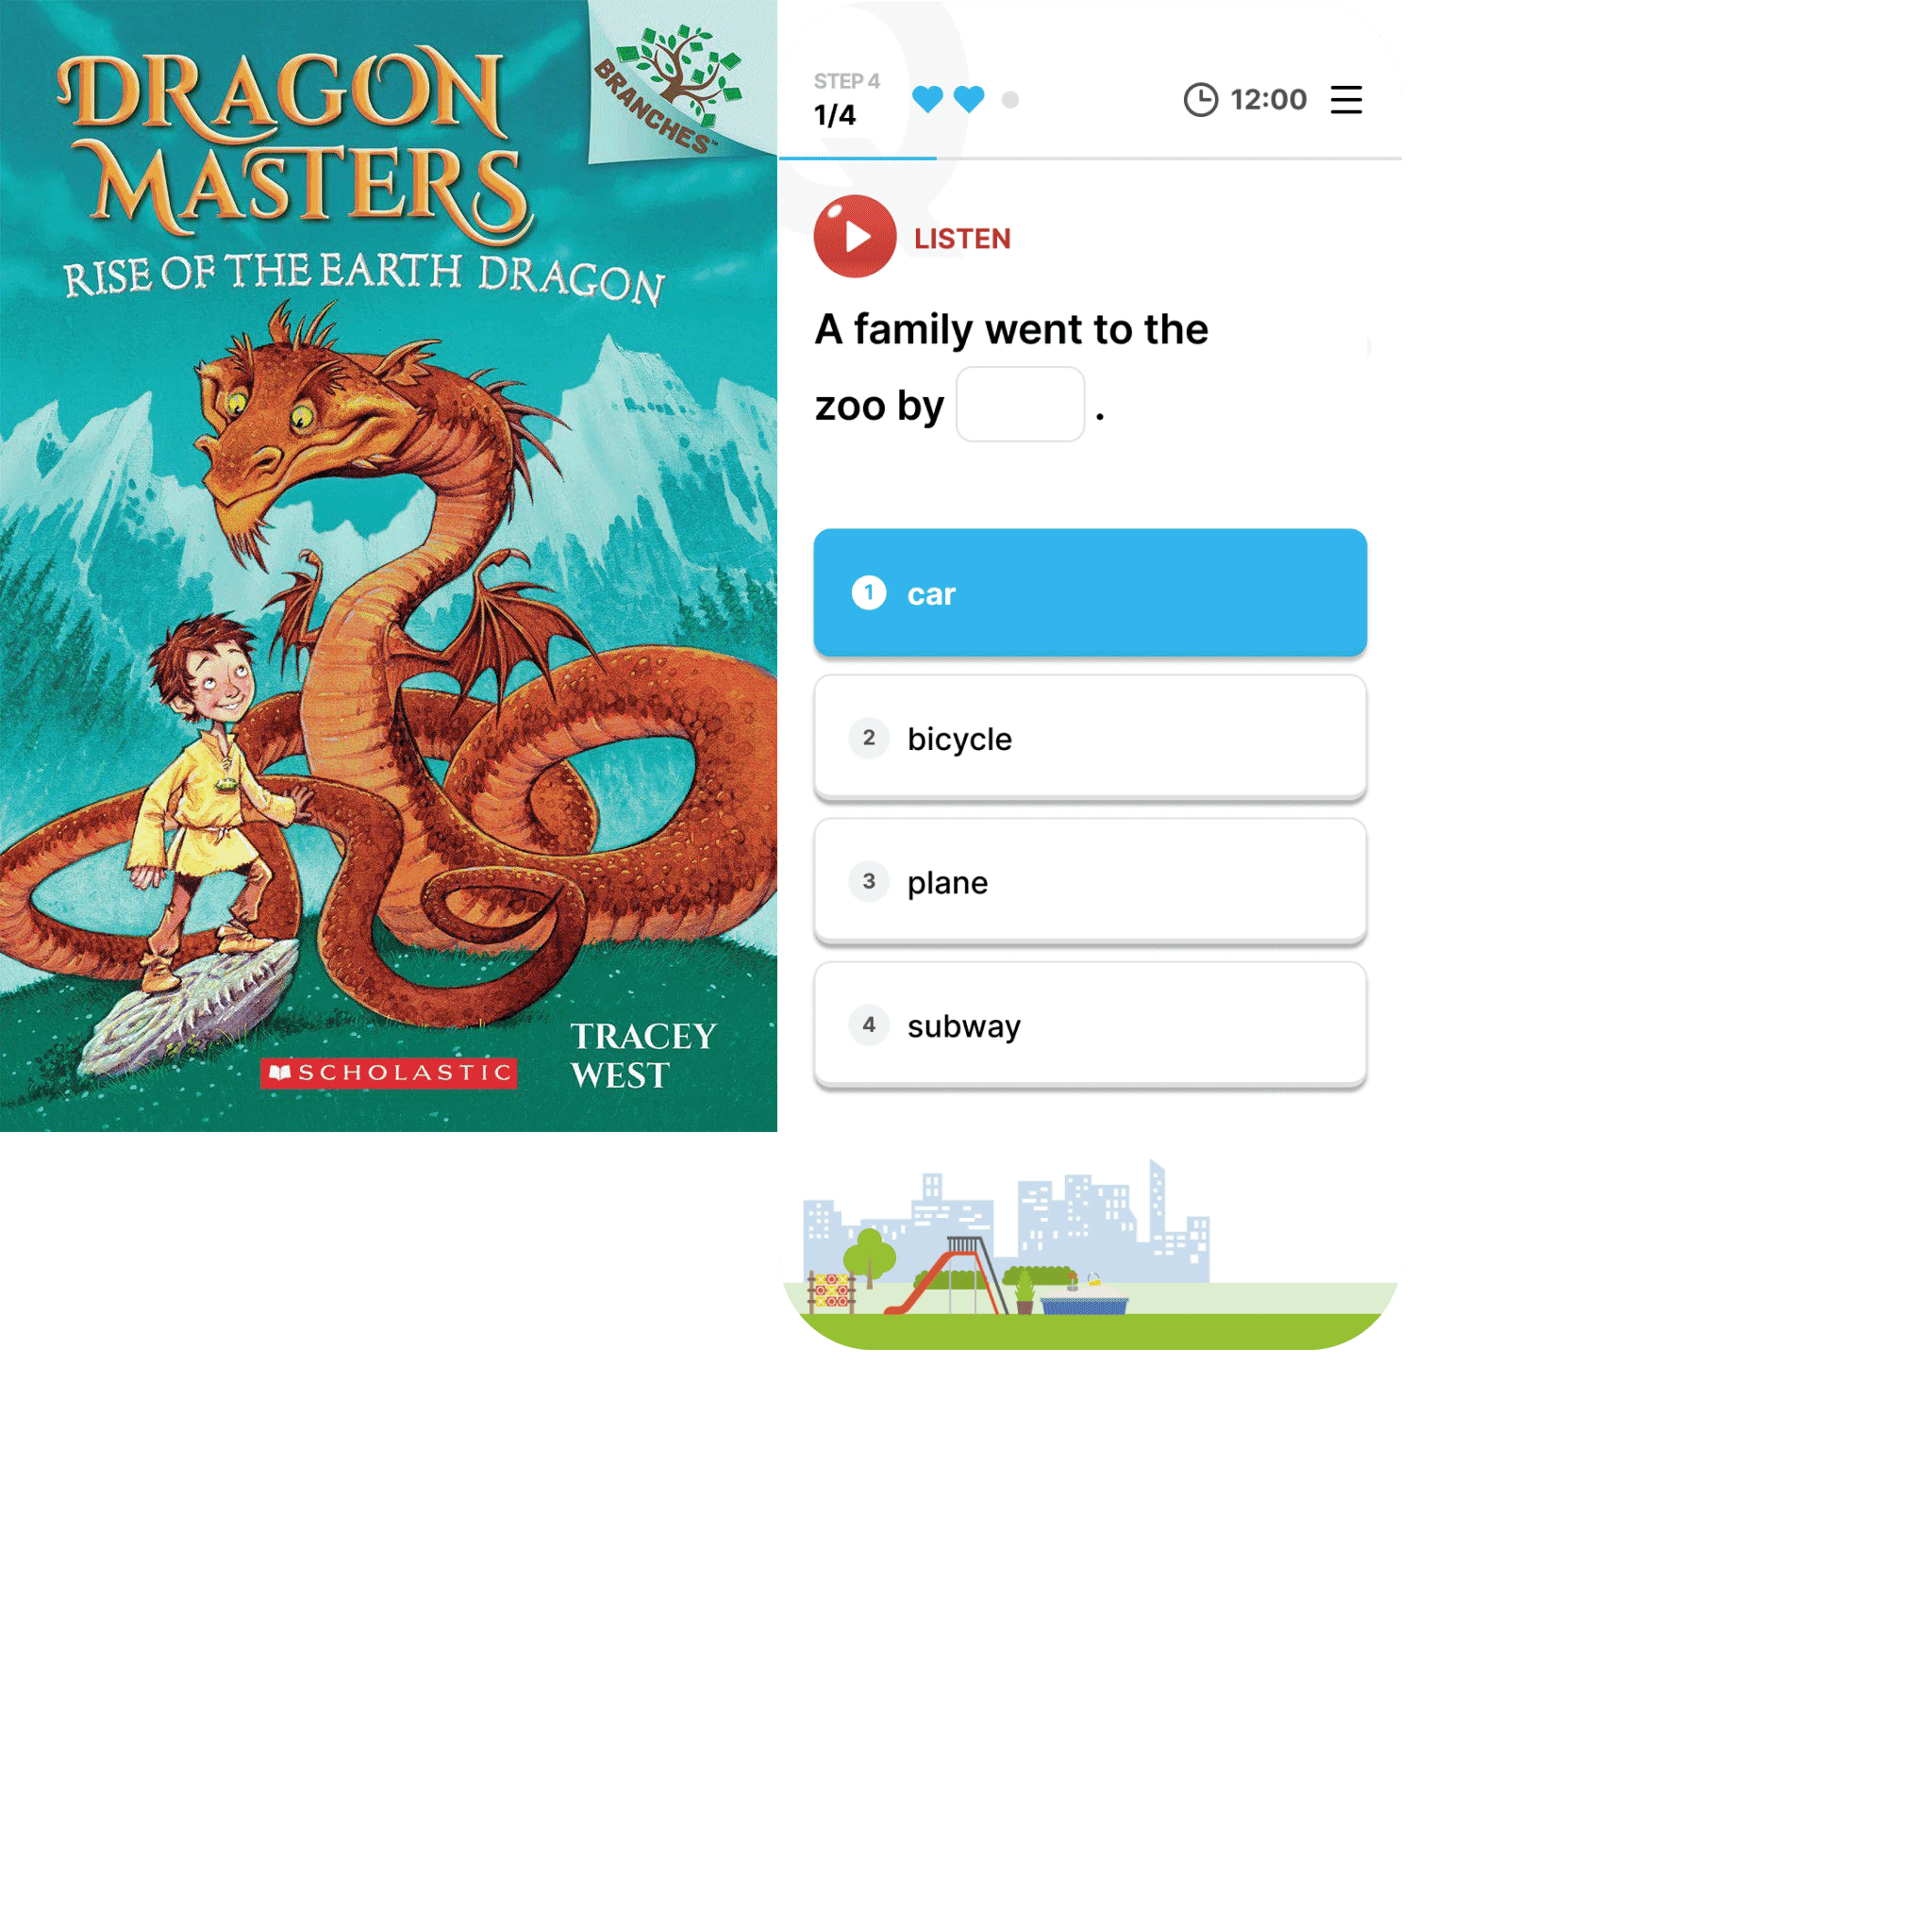 DRAGON
MASTERS
RISE OF THE EARTH DRAGON
BRANCHES™
TRACEY
WEST
SCHOLASTIC
STEP 4
1/4
12:00
LISTEN
A family went to the
zoo by .
1 car
2 bicycle
3 plane
4 subway